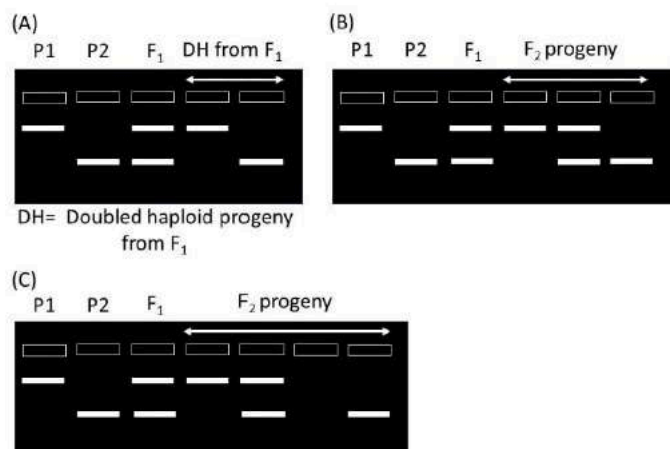 (A)
P1 P2 F₁ DH from F₁
DH= Doubled haploid progeny
from F₁
(B)
P1 P2 F₁ F₂ progeny
(C)
P1 P2 F₁ F₂ progeny